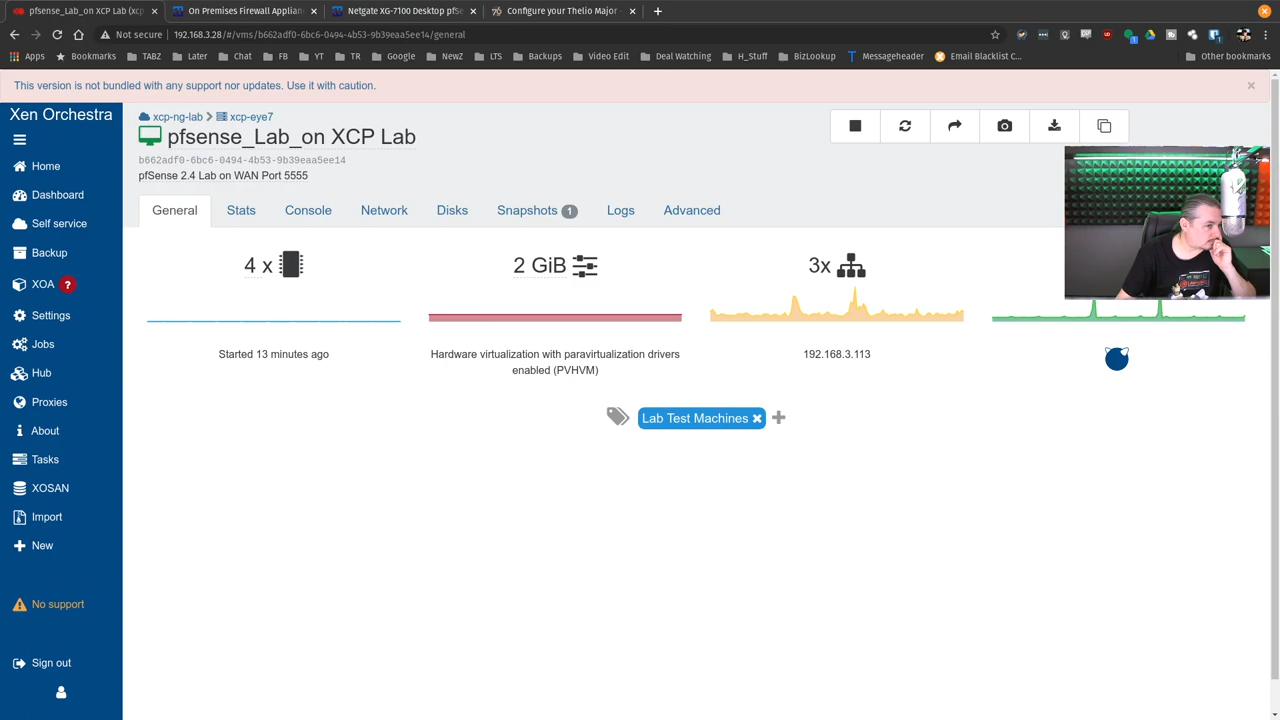 pfsense_Lab_on XCP Lab (xcp
On Premises Firewall Applian
Netgate XG-7100 Desktop pfSe
Configure your Thelio Major -
Not secure
192.168.3.28/#/vms/b662adf0-6bc6-0494-4b53-9b39eaa5ee14/general
Apps
Bookmarks
TABZ
Later
Chat
FB
YT
TR
Google
NewZ
LTS
Backups
Video Edit
Deal Watching
H_Stuff
BizLookup
Messageheader
Email Blacklist C...
Other bookmarks
This version is not bundled with any support nor updates. Use it with caution.
Xen Orchestra
Home
Dashboard
Self service
Backup
XOA ?
Settings
Jobs
Hub
Proxies
About
Tasks
XOSAN
Import
New
No support
Sign out
xcp-ng-lab
xcp-eye7
pfsense_Lab_on XCP Lab
b662adf0-6bc6-0494-4b53-9b39eaa5ee14
pfSense 2.4 Lab on WAN Port 5555
General
Stats
Console
Network
Disks
Snapshots 1
Logs
Advanced
4 x
2 GiB
3x
Started 13 minutes ago
Hardware virtualization with paravirtualization drivers
enabled (PVHVM)
192.168.3.113
Lab Test Machines